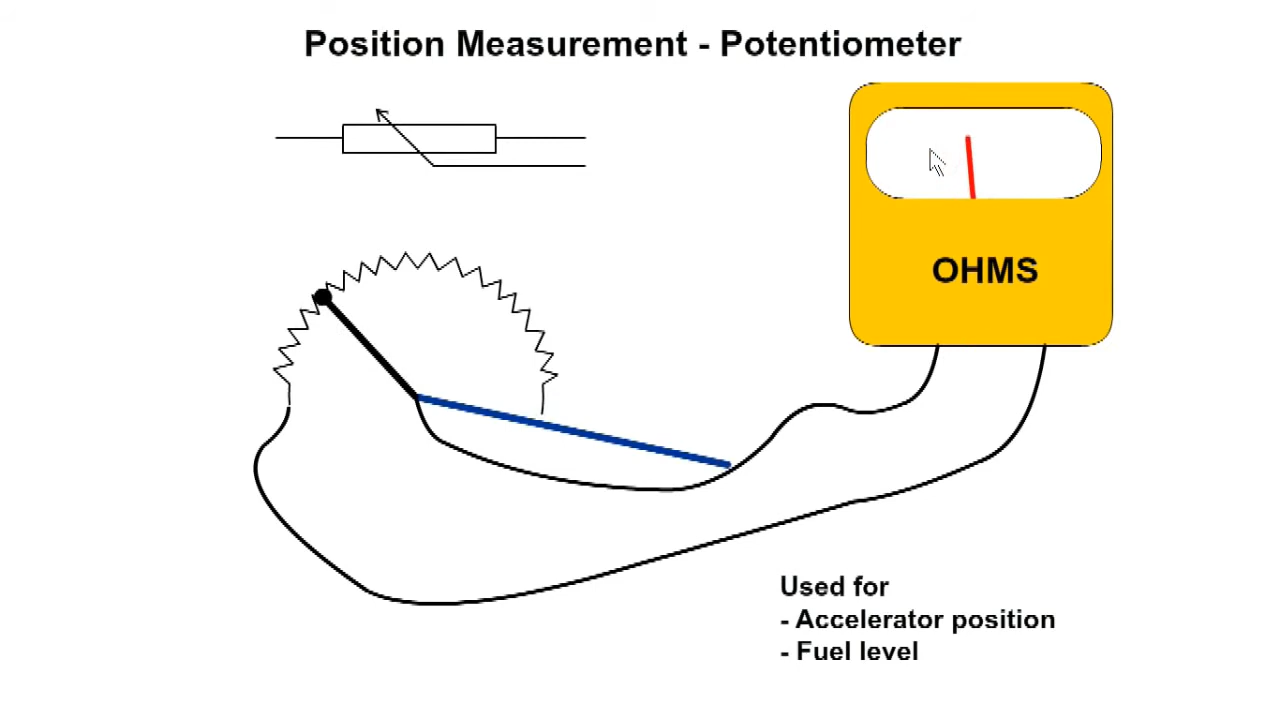 Position Measurement - Potentiometer
OHMS
Used for
- Accelerator position
- Fuel level